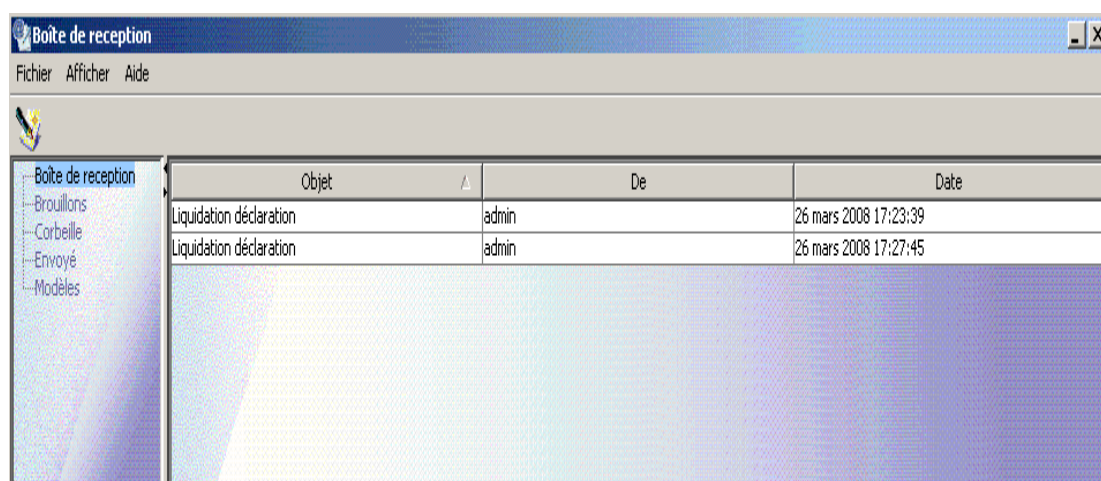 Boîte de reception
Fichier Afficher Aide
Boîte de reception
Brouillons
Corbeille
Envoyé
Modèles
Objet De Date
Liquidation déclaration admin 26 mars 2008 17:23:39
Liquidation déclaration admin 26 mars 2008 17:27:45